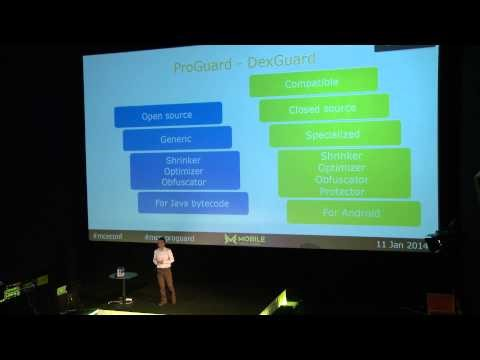 ProGuard - DexGuard
Open source
Generic
Shrinker
Optimizer
Obfuscator
For Java bytecode
Compatible
Closed source
Specialized
Shrinker
Optimizer
Obfuscator
Protector
For Android
#mceconf
proguard
MOBILE
11 Jan 2014